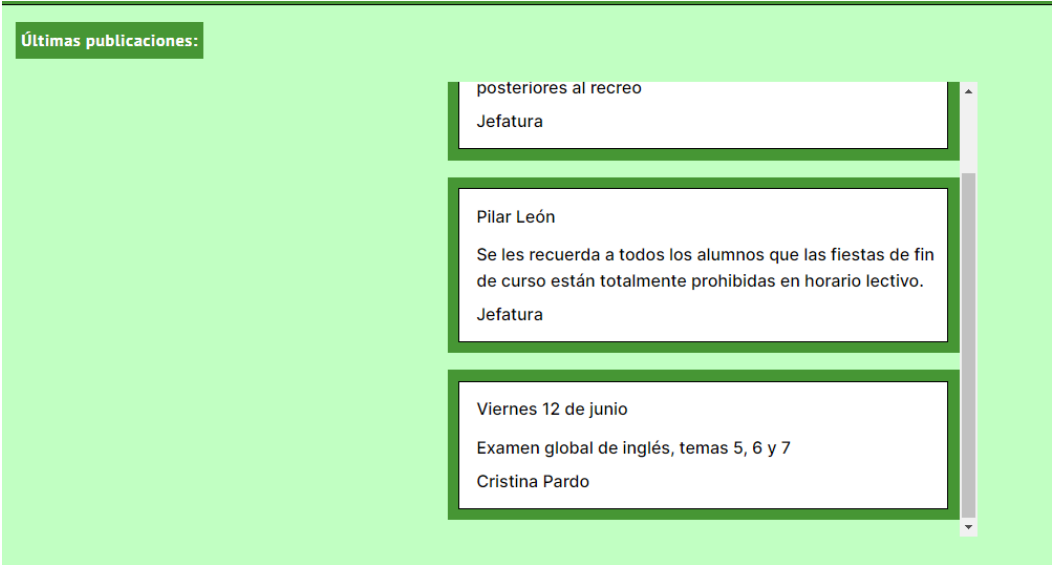 Últimas publicaciones:
posteriores al recreo
Jefatura
Pilar León
Se les recuerda a todos los alumnos que las fiestas de fin
de curso están totalmente prohibidas en horario lectivo.
Jefatura
Viernes 12 de junio
Examen global de inglés, temas 5, 6 y 7
Cristina Pardo